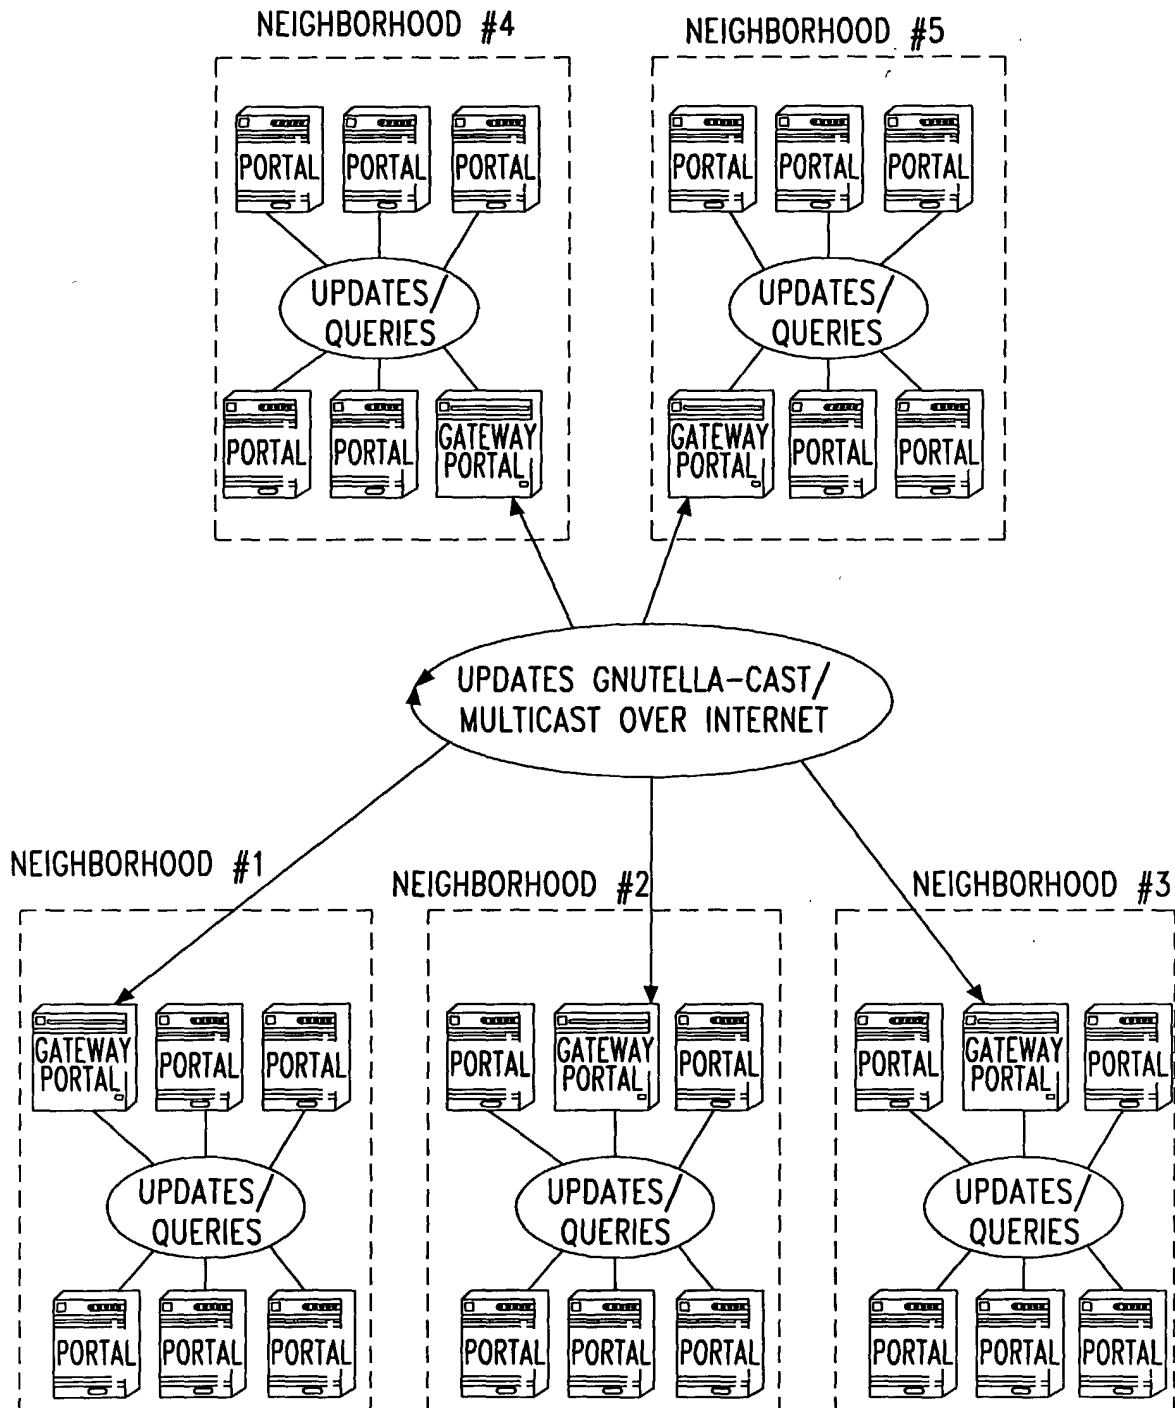 NEIGHBORHOOD #4
NEIGHBORHOOD #5
PORTAL PORTAL PORTAL
PORTAL PORTAL PORTAL
UPDATES/
QUERIES
UPDATES/
QUERIES
PORTAL PORTAL GATEWAY
PORTAL
GATEWAY
PORTAL PORTAL PORTAL
UPDATES GNUTELLA-CAST/
MULTICAST OVER INTERNET
NEIGHBORHOOD #1
NEIGHBORHOOD #2
NEIGHBORHOOD #3
GATEWAY
PORTAL PORTAL PORTAL
PORTAL GATEWAY
PORTAL PORTAL
PORTAL GATEWAY
PORTAL PORTAL
UPDATES/
QUERIES
UPDATES/
QUERIES
UPDATES/
QUERIES
PORTAL PORTAL PORTAL
PORTAL PORTAL PORTAL
PORTAL PORTAL PORTAL